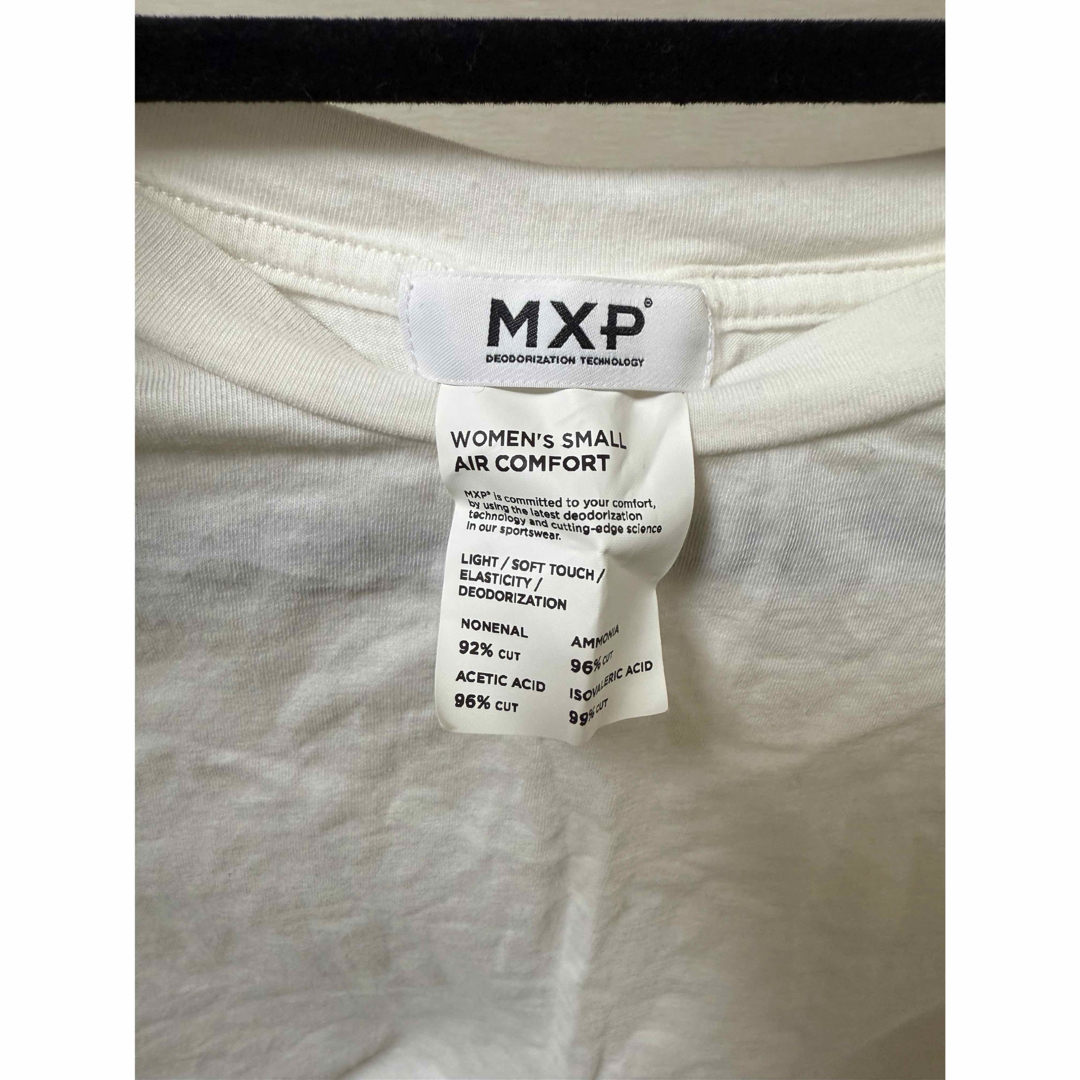 MXP®
DEODORIZATION TECHNOLOGY
WOMEN'S SMALL
AIR COMFORT
MXP® is committed to your comfort,
by using the latest deodorization
technology and cutting-edge science
in our sportswear.
LIGHT / SOFT TOUCH /
ELASTICITY /
DEODORIZATION
NONENAL
92% CUT
AMMONIA
96% CUT
ACETIC ACID
96% CUT
ISOVALERIC ACID
99% CUT